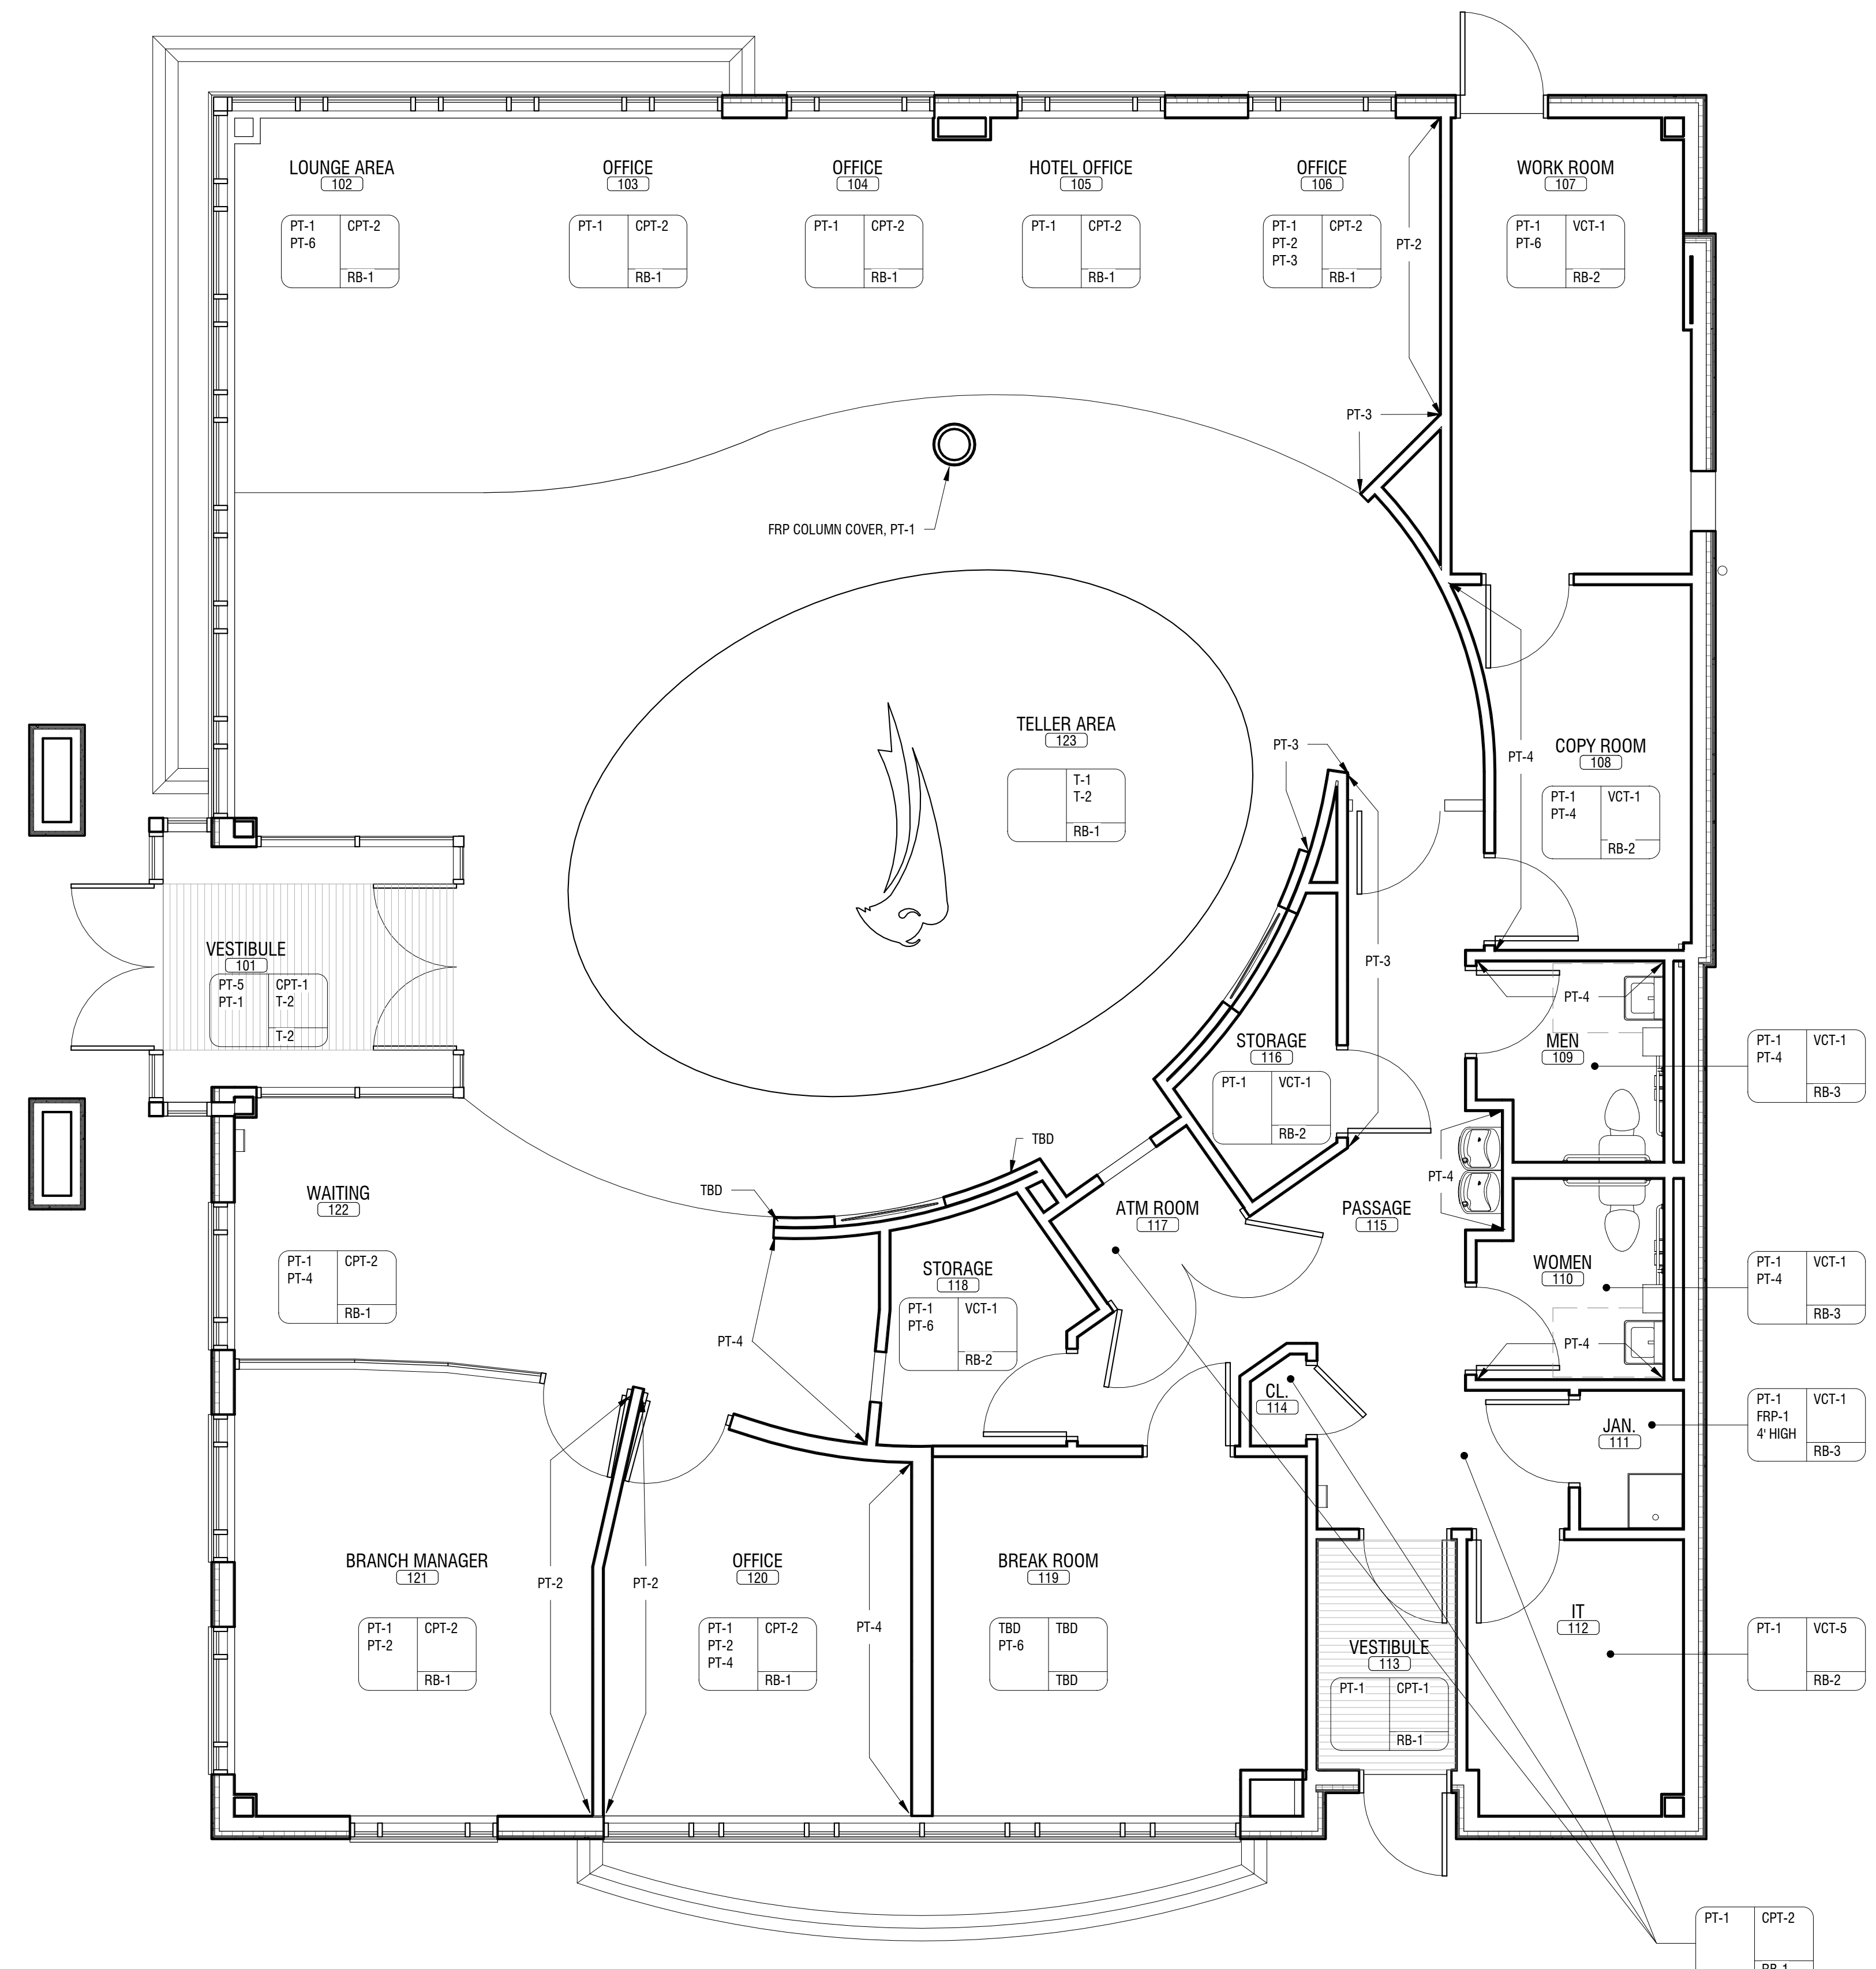 LOUNGE AREA
102
PT-1 CPT-2
PT-6
RB-1
OFFICE
103
PT-1 CPT-2
RB-1
OFFICE
104
PT-1 CPT-2
RB-1
HOTEL OFFICE
105
PT-1 CPT-2
RB-1
OFFICE
106
PT-1 CPT-2
PT-2
PT-3
RB-1
PT-2
WORK ROOM
107
PT-1 VCT-1
PT-6
RB-2
PT-3
FRP COLUMN COVER, PT-1
TELLER AREA
123
T-1
T-2
RB-1
PT-3
PT-4
COPY ROOM
108
PT-1 VCT-1
PT-4
RB-2
VESTIBULE
101
PT-5 CPT-1
PT-1 T-2
T-2
PT-3
PT-4
STORAGE
116
PT-1 VCT-1
RB-2
MEN
109
PT-1 VCT-1
PT-4
RB-3
TBD
TBD
PT-4
WAITING
122
PT-1 CPT-2
PT-4
RB-1
ATM ROOM
117
PASSAGE
115
STORAGE
118
PT-1 VCT-1
PT-6
RB-2
WOMEN
110
PT-1 VCT-1
PT-4
RB-3
PT-4
PT-4
CL.
114
JAN.
111
PT-1 VCT-1
FRP-1
4' HIGH
RB-3
BRANCH MANAGER
121
PT-1 CPT-2
PT-2
RB-1
PT-2
PT-2
OFFICE
120
PT-1 CPT-2
PT-2
PT-4
RB-1
PT-4
BREAK ROOM
119
TBD TBD
PT-6
TBD
VESTIBULE
113
PT-1 CPT-1
RB-1
IT
112
PT-1 VCT-5
RB-2
PT-1 CPT-2
RB-1